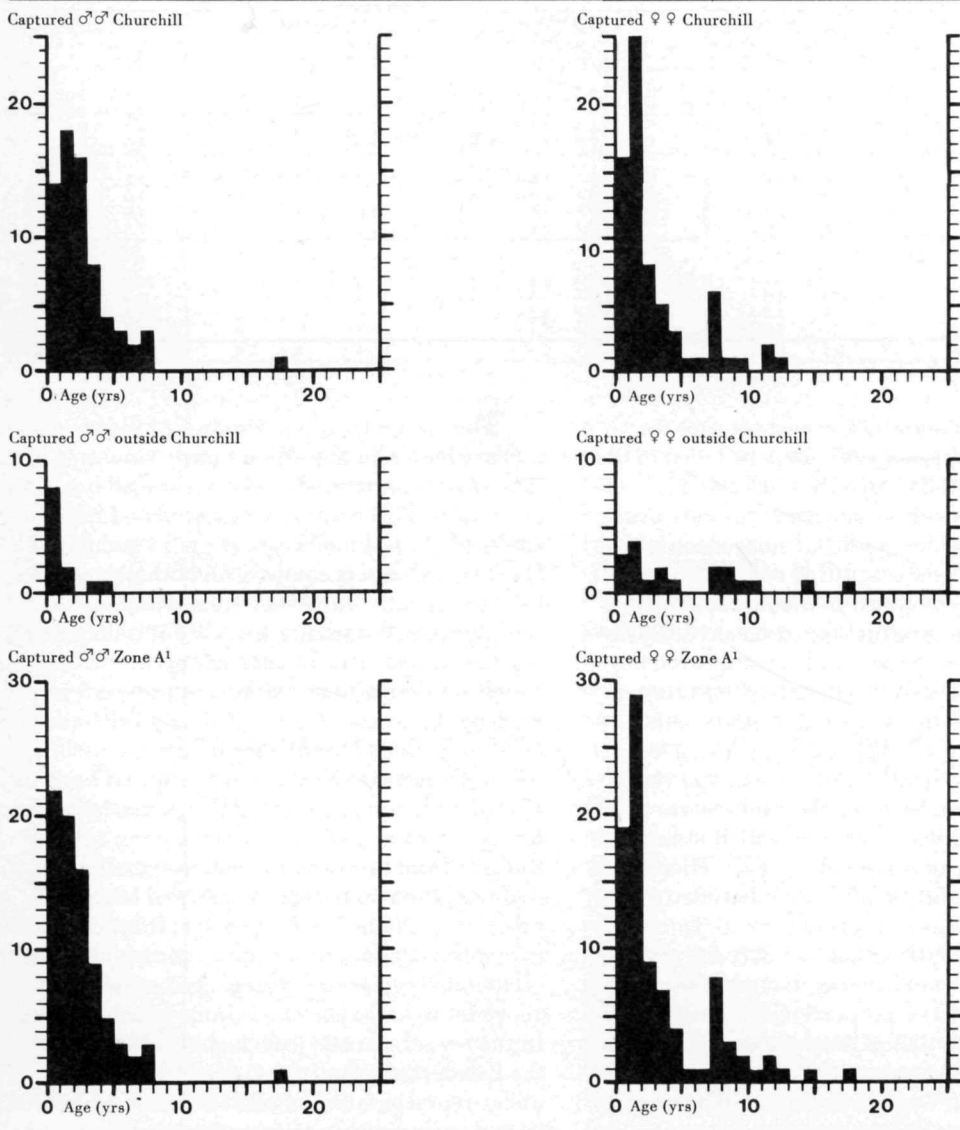 Captured ♂♂ Churchill
20
10
0
0 Age (yrs) 10 20
Captured ♀♀ Churchill
20
10
0
0 Age (yrs) 10 20
Captured ♂♂ outside Churchill
10
0
0 Age (yrs) 10 20
Captured ♀♀ outside Churchill
10
0
0 Age (yrs) 10 20
Captured ♂♂ Zone A¹
30
20
10
0
0 Age (yrs) 20
Captured ♀♀ Zone A¹
30
20
10
0
0 Age (yrs) 10 20